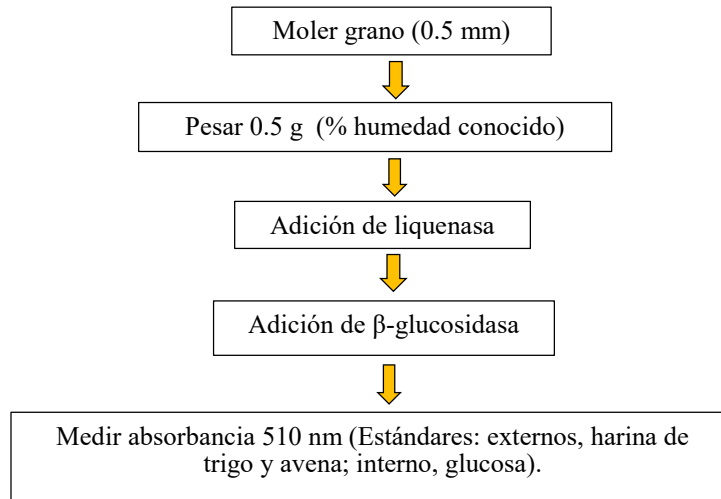 Moler grano (0.5 mm)
Pesar 0.5 g (% humedad conocido)
Adición de liquenasa
Adición de β-glucosidasa
Medir absorbancia 510 nm (Estándares: externos, harina de
trigo y avena; interno, glucosa).